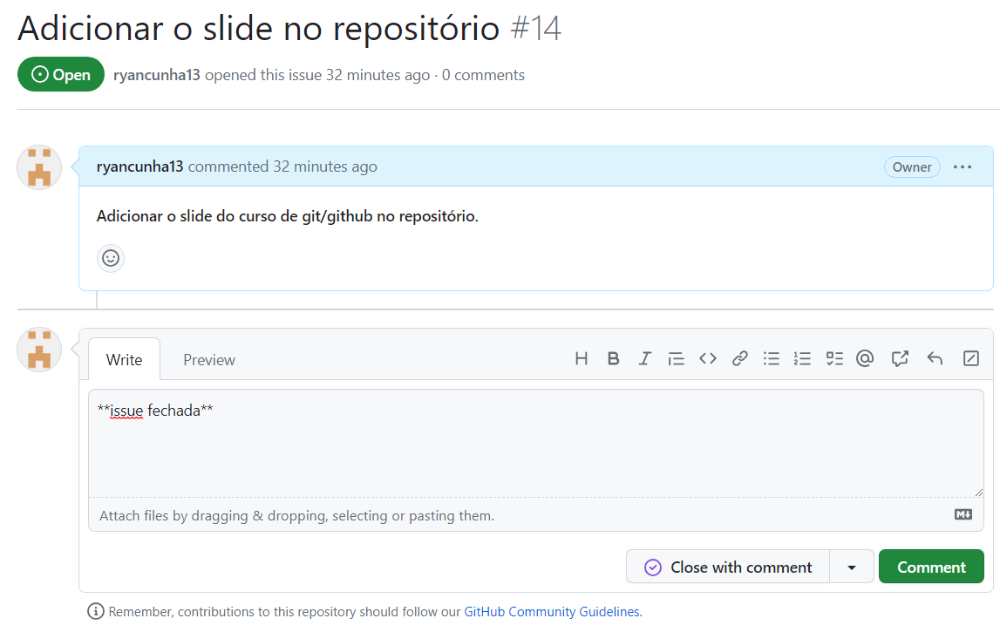 Adicionar o slide no repositório #14
Open ryancunha13 opened this issue 32 minutes ago · 0 comments
ryancunha13 commented 32 minutes ago Owner
Adicionar o slide do curso de git/github no repositório.
Write Preview
**issue fechada**
Attach files by dragging & dropping, selecting or pasting them.
Close with comment Comment
Remember, contributions to this repository should follow our GitHub Community Guidelines.